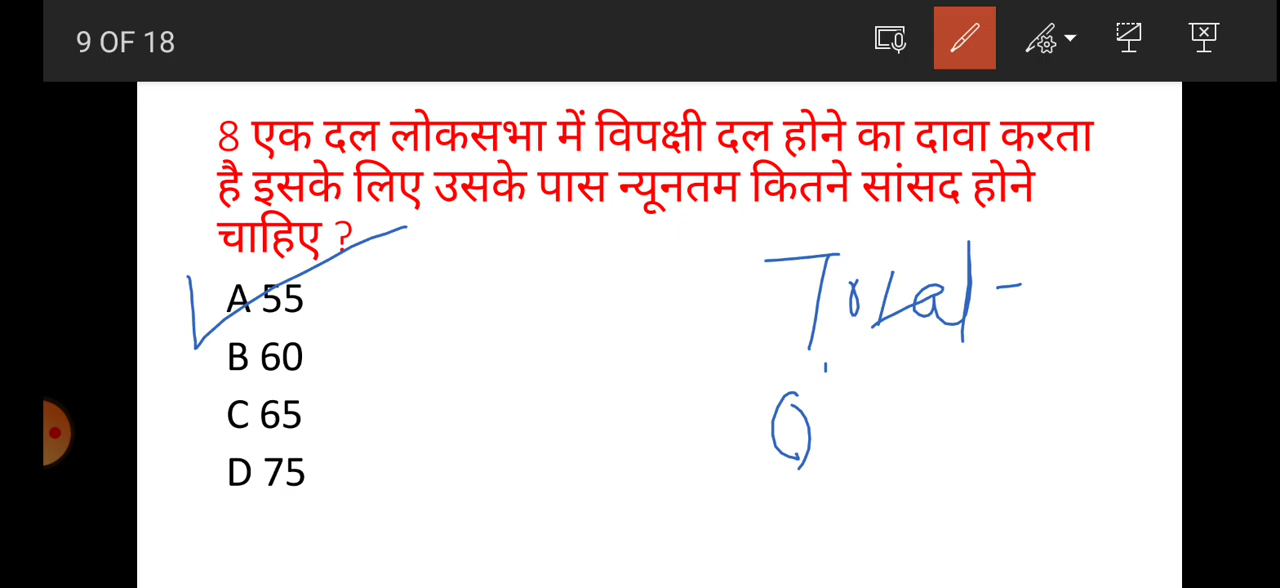 9 OF 18
8 एक दल लोकसभा में विपक्षी दल होने का दावा करता
है इसके लिए उसके पास न्यूनतम कितने सांसद होने
चाहिए ?
A 55
Total -
B 60
C 65
D 75